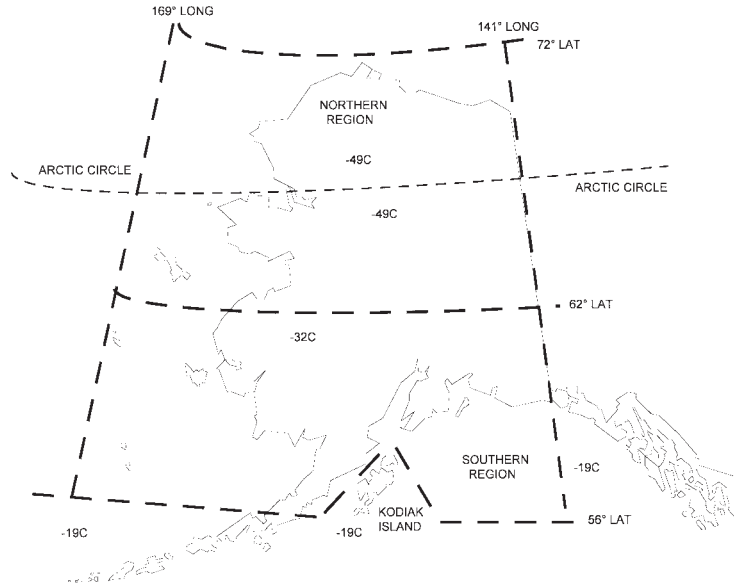 169° LONG
141° LONG
72° LAT
NORTHERN
REGION
-49C
ARCTIC CIRCLE
ARCTIC CIRCLE
-49C
62° LAT
-32C
SOUTHERN
REGION
-19C
KODIAK
ISLAND
56° LAT
-19C
-19C